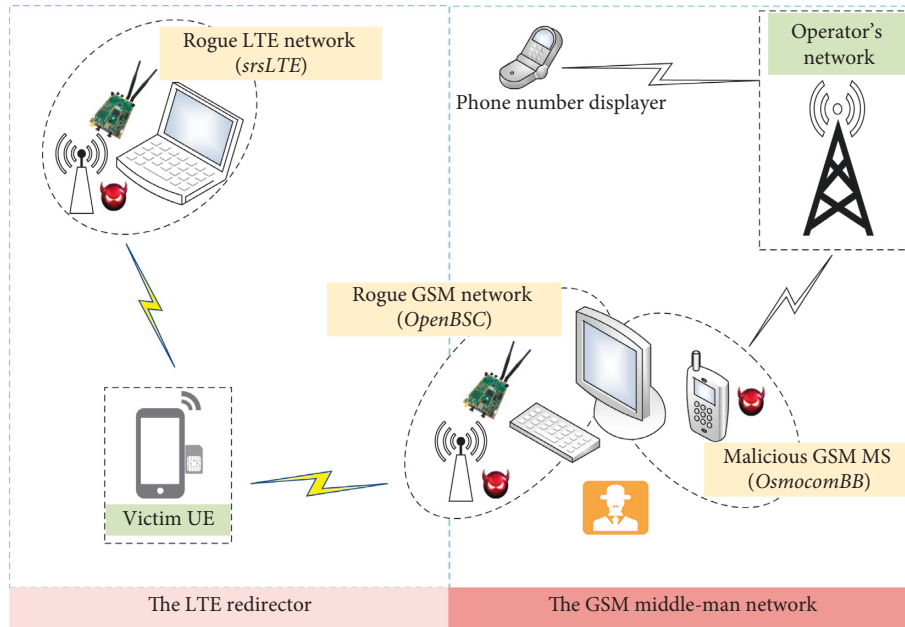 Rogue LTE network
(srsLTE)
Phone number displayer
Operator's
network
Rogue GSM network
(OpenBSC)
Malicious GSM MS
(OsmocomBB)
Victim UE
The LTE redirector
The GSM middle-man network